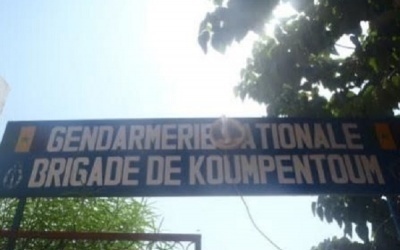 GENDARMERIE NATIONALE
BRIGADE DE KOUMPENTOUM